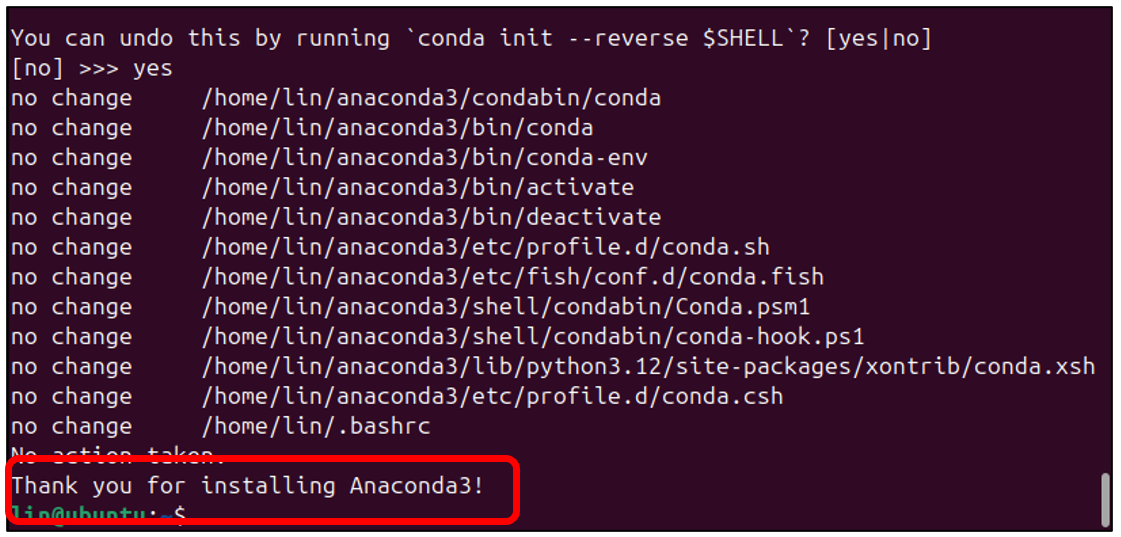 You can undo this by running `conda init --reverse $SHELL`? [yes|no]
[no] >>> yes
no change     /home/lin/anaconda3/condabin/conda
no change     /home/lin/anaconda3/bin/conda
no change     /home/lin/anaconda3/bin/conda-env
no change     /home/lin/anaconda3/bin/activate
no change     /home/lin/anaconda3/bin/deactivate
no change     /home/lin/anaconda3/etc/profile.d/conda.sh
no change     /home/lin/anaconda3/etc/fish/conf.d/conda.fish
no change     /home/lin/anaconda3/shell/condabin/Conda.psm1
no change     /home/lin/anaconda3/shell/condabin/conda-hook.ps1
no change     /home/lin/anaconda3/lib/python3.12/site-packages/xontrib/conda.xsh
no change     /home/lin/anaconda3/etc/profile.d/conda.csh
no change     /home/lin/.bashrc
No action taken.
Thank you for installing Anaconda3!
lin@ubuntu:~$